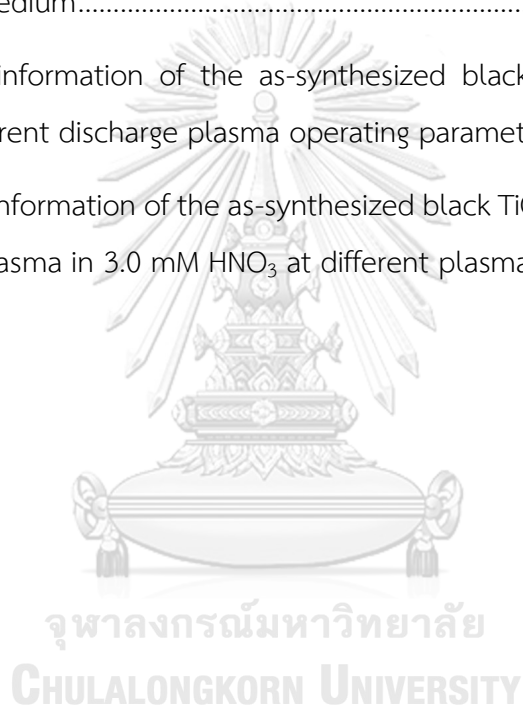 edium
information of the as-synthesized black
rent discharge plasma operating paramet
nformation of the as-synthesized black TiO
asma in 3.0 mM HNO₃ at different plasma
จุฬาลงกรณ์มหาวิทยาลัย
CHULALONGKORN UNIVERSITY